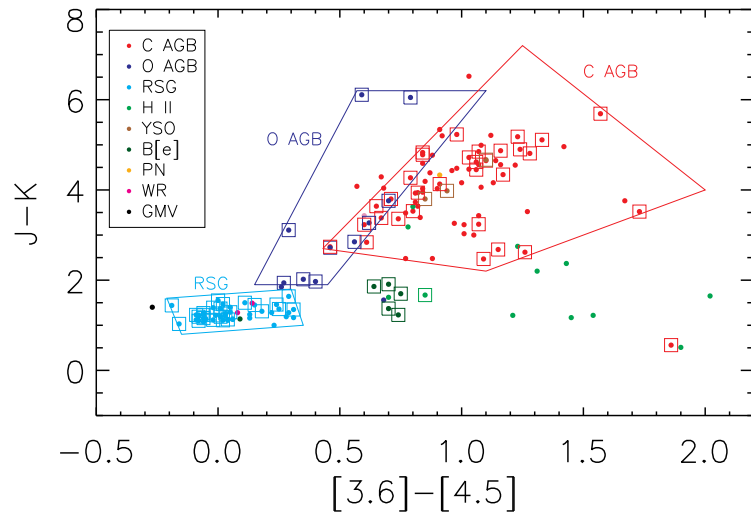 8
6
4
2
0
J−K
C AGB
O AGB
RSG
H II
YSO
B[e]
PN
WR
GMV
O AGB
C AGB
RSG
−0.5
0.0
0.5
1.0
1.5
2.0
[3.6]−[4.5]